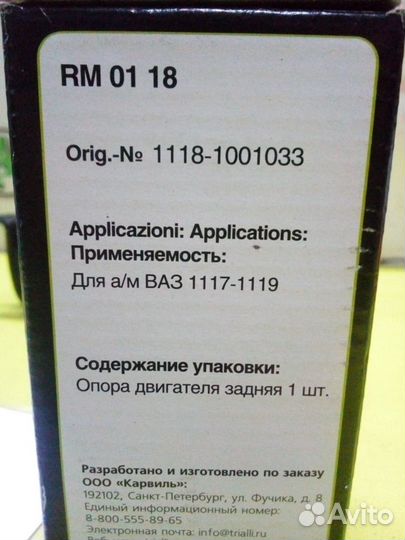 RM 01 18
Orig.-№ 1118-1001033
Applicazioni: Applications:
Применяемость:
Для а/м ВАЗ 1117-1119
Содержание упаковки:
Опора двигателя задняя 1 шт.
Разработано и изготовлено по заказу
ООО «Карвиль»:
192102, Санкт-Петербург, ул. Фучика, д. 8
Единый информационный номер:
8-800-555-89-65
Электронная почта: info@trialli.ru
Avito